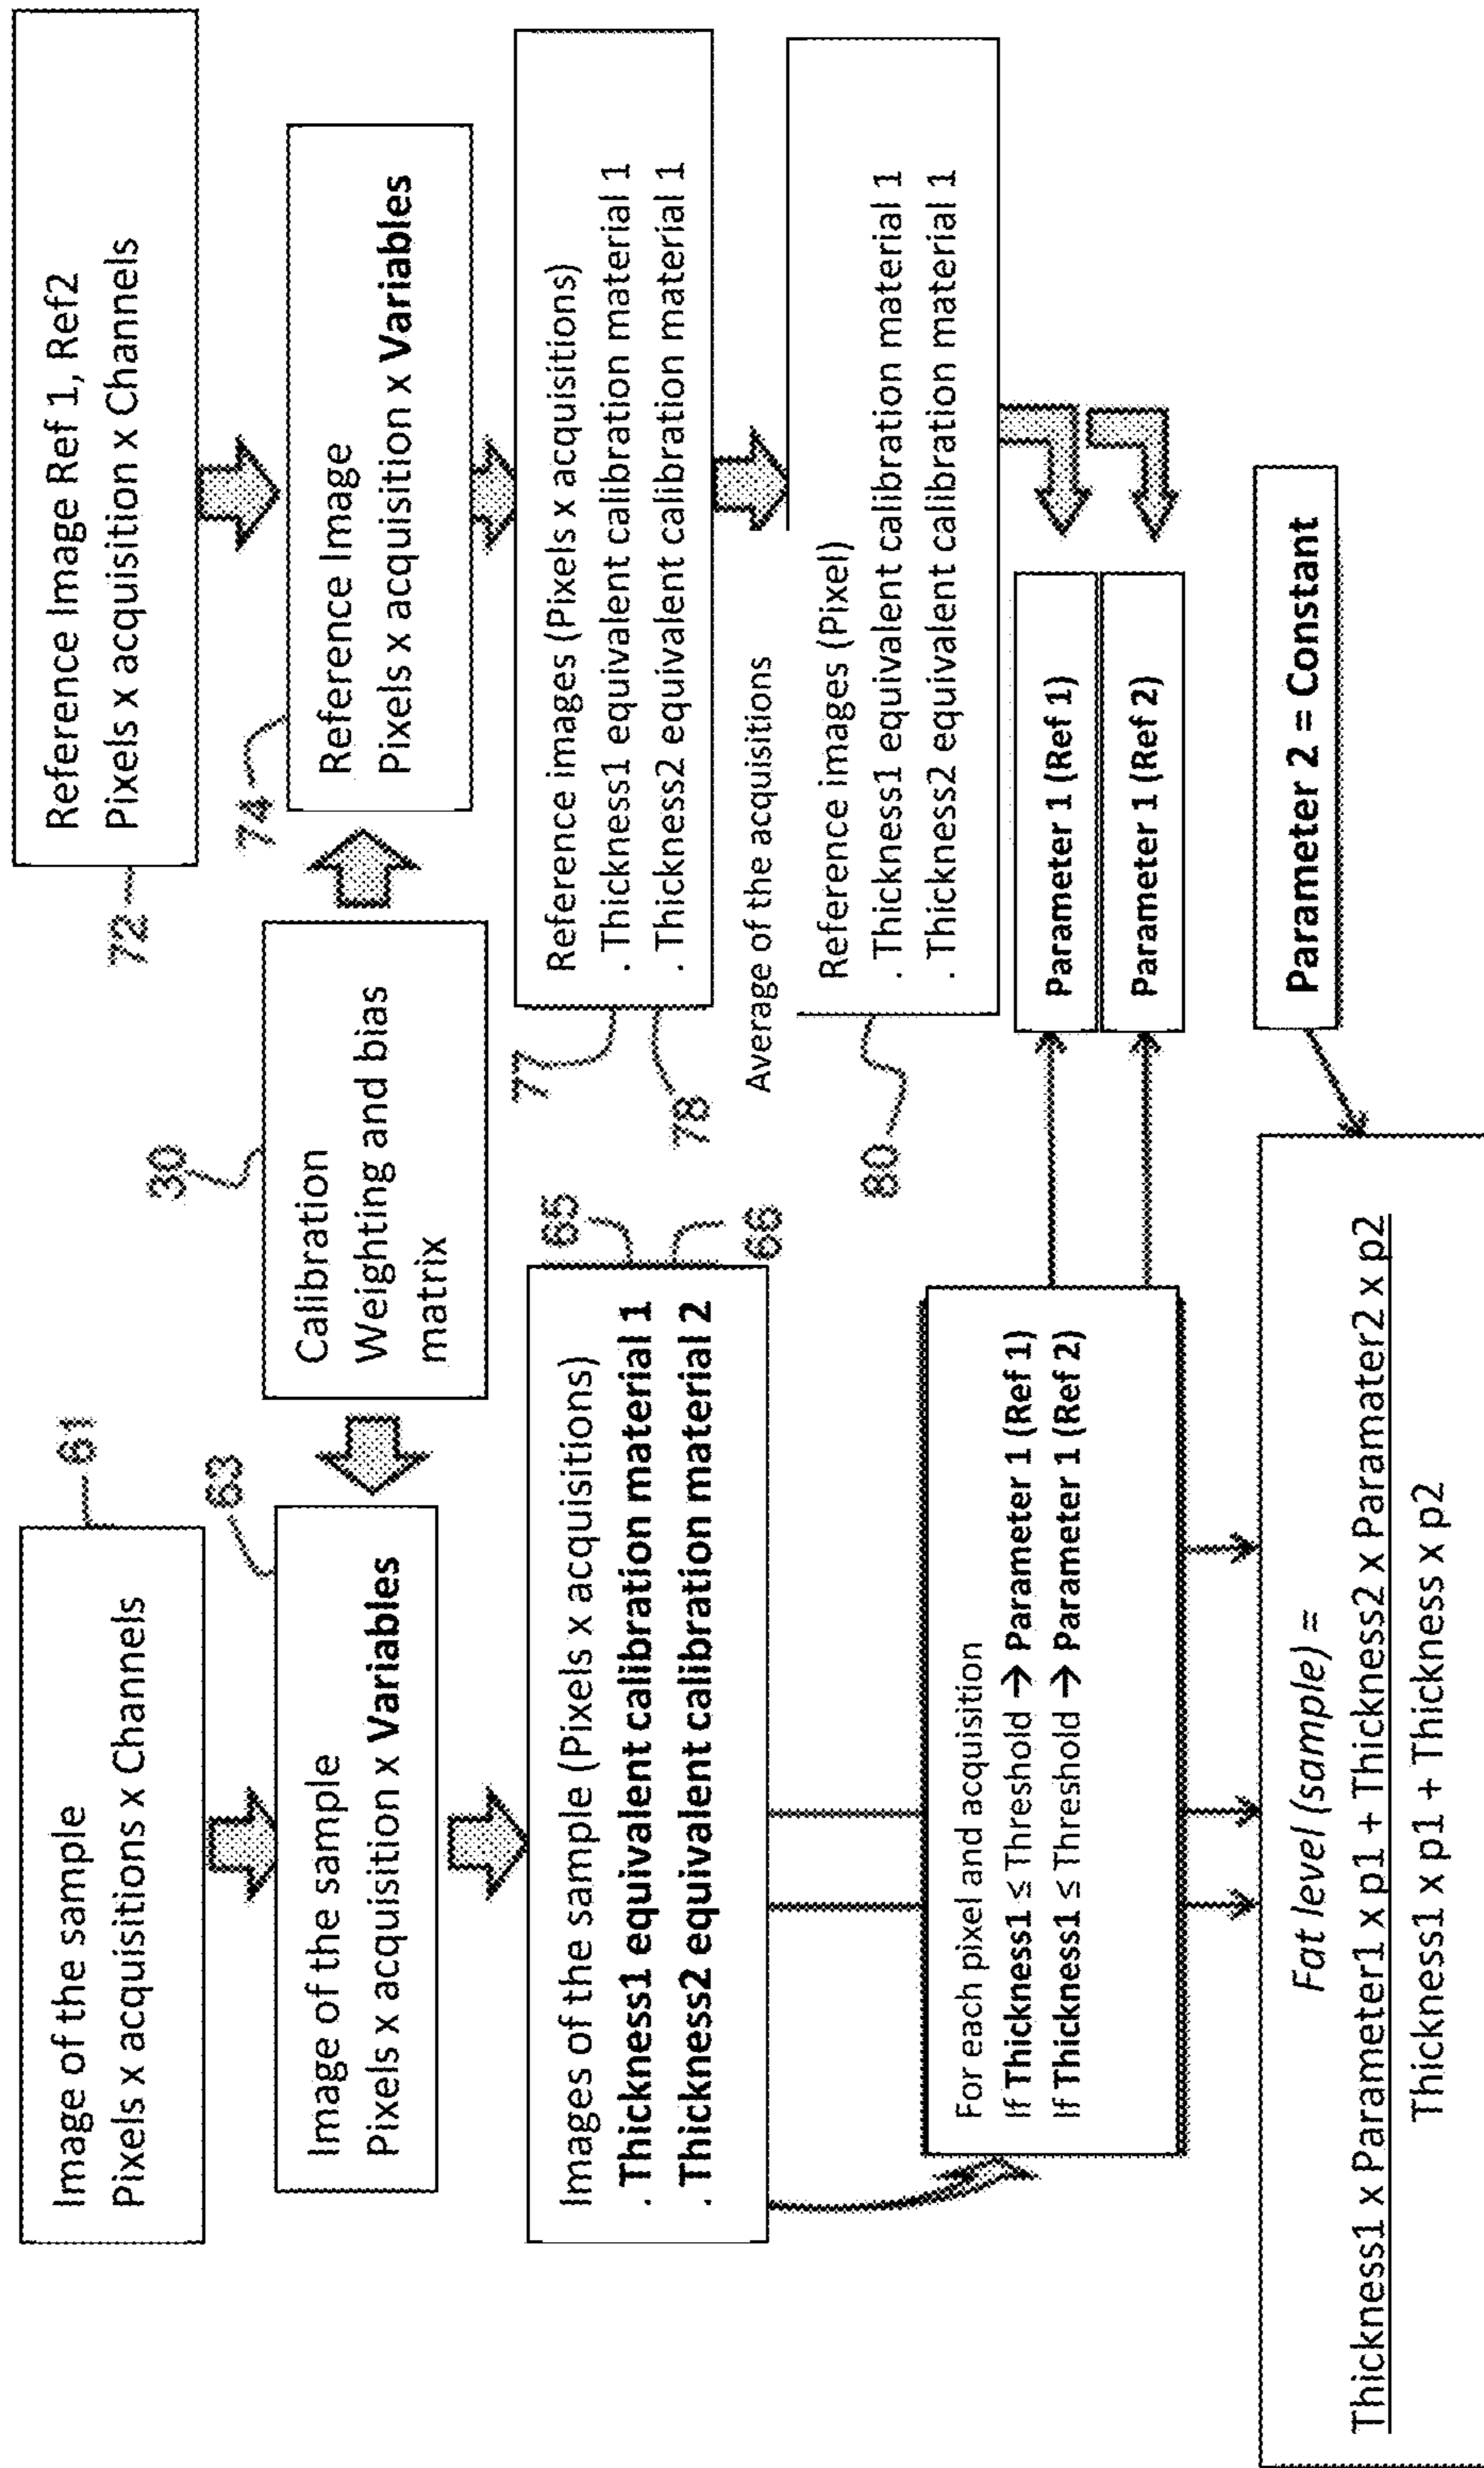 Image of the sample
Pixels x acquisitions x Channels
61
Reference Image Ref 1, Ref2
Pixels x acquisition x Channels
72
63
Image of the sample
Pixels x acquisition x Variables
30
Calibration
Weighting and bias
matrix
74
Reference Image
Pixels x acquisition x Variables
Images of the sample (Pixels x acquisitions)
. Thickness1 equivalent calibration material 1
. Thickness2 equivalent calibration material 2
65
66
77
78
Reference images (Pixels x acquisitions)
. Thickness1 equivalent calibration material 1
. Thickness2 equivalent calibration material 1
Average of the acquisitions
80
Reference images (Pixel)
. Thickness1 equivalent calibration material 1
. Thickness2 equivalent calibration material 1
For each pixel and acquisition
If Thickness1 ≤ Threshold → Parameter 1 (Ref 1)
If Thickness1 ≤ Threshold → Parameter 1 (Ref 2)
Parameter 1 (Ref 1)
Parameter 1 (Ref 2)
Parameter 2 = Constant
Fat level (sample) =
Thickness1 x Parameter1 x p1 + Thickness2 x Paramater2 x p2
Thickness1 x p1 + Thickness x p2